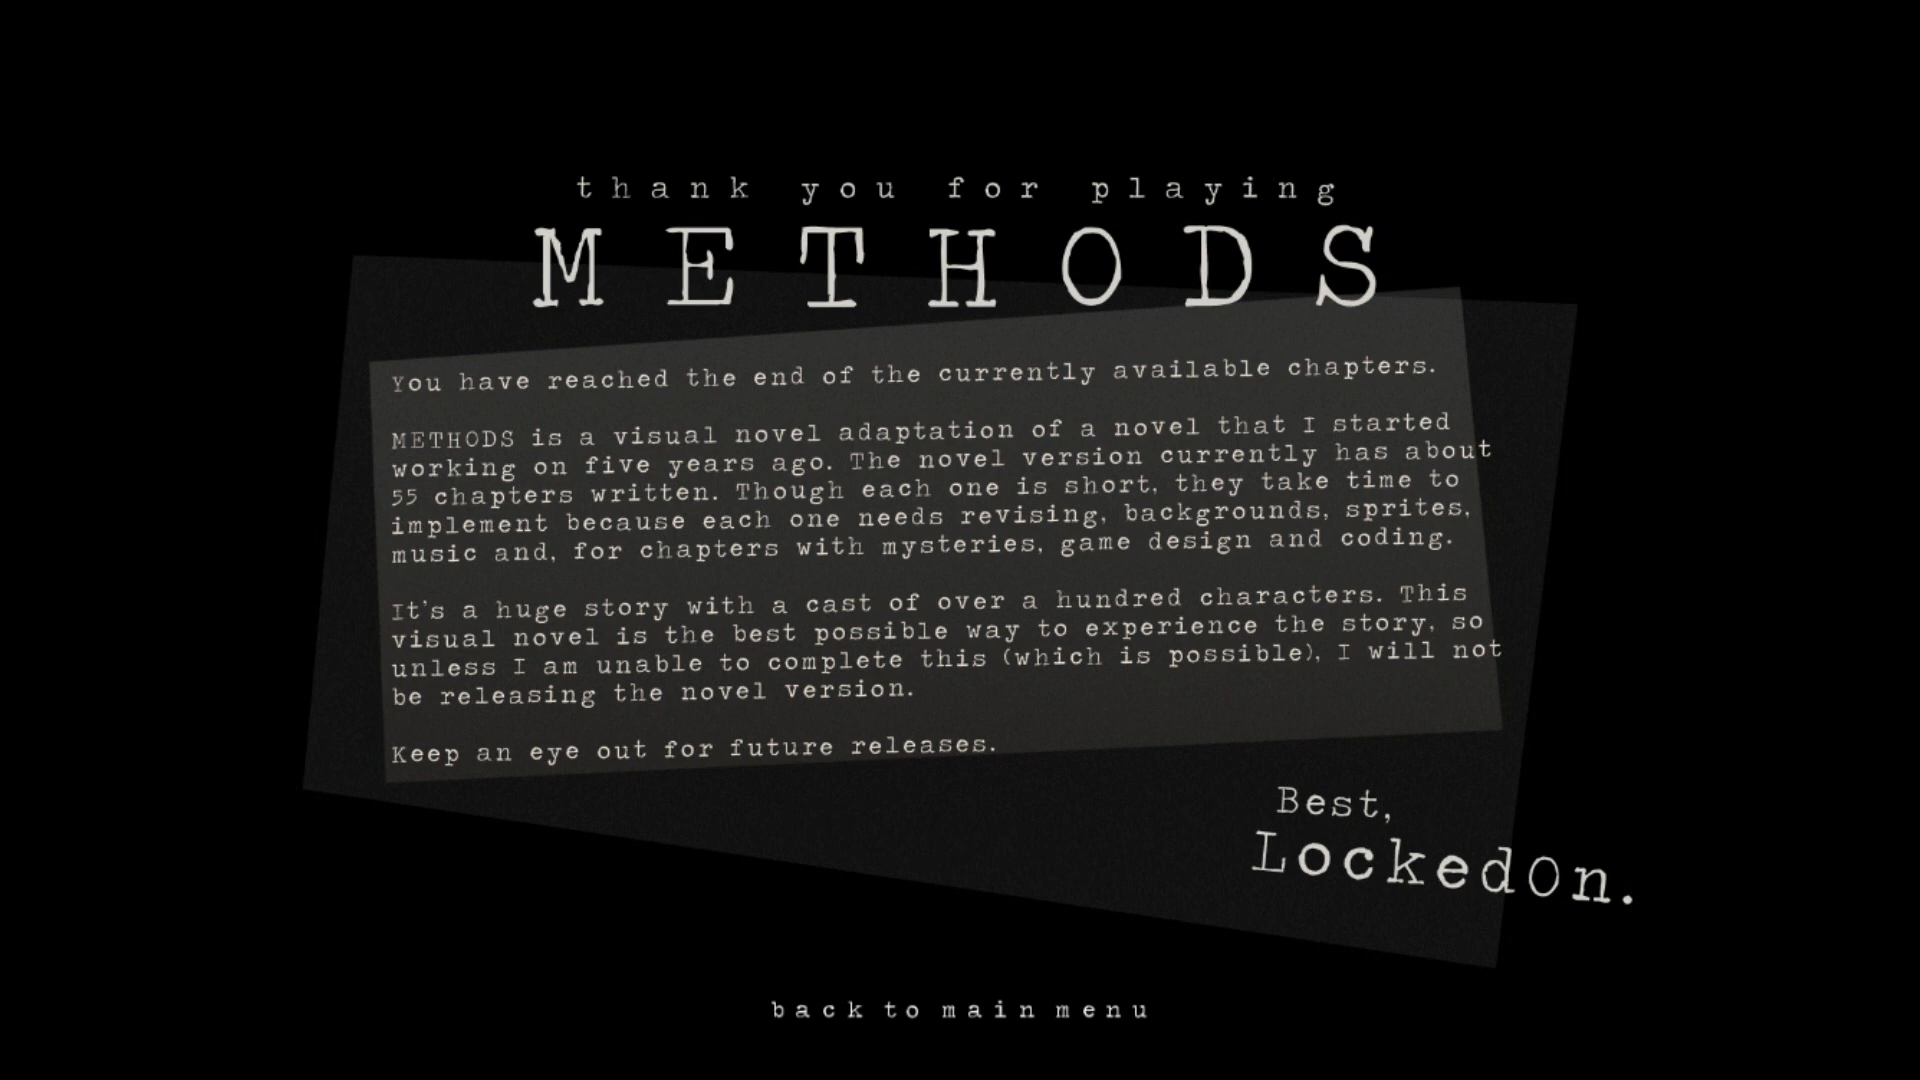 thank you for playing
METHODS
You have reached the end of the currently available chapters.
METHODS is a visual novel adaptation of a novel that I started
working on five years ago. The novel version currently has about
55 chapters written. Though each one is short, they take time to
implement because each one needs revising, backgrounds, sprites,
music and, for chapters with mysteries, game design and coding.
It's a huge story with a cast of over a hundred characters. This
visual novel is the best possible way to experience the story, so
unless I am unable to complete this (which is possible), I will not
be releasing the novel version.
Keep an eye out for future releases.
Best,
LockedOn.
back to main menu